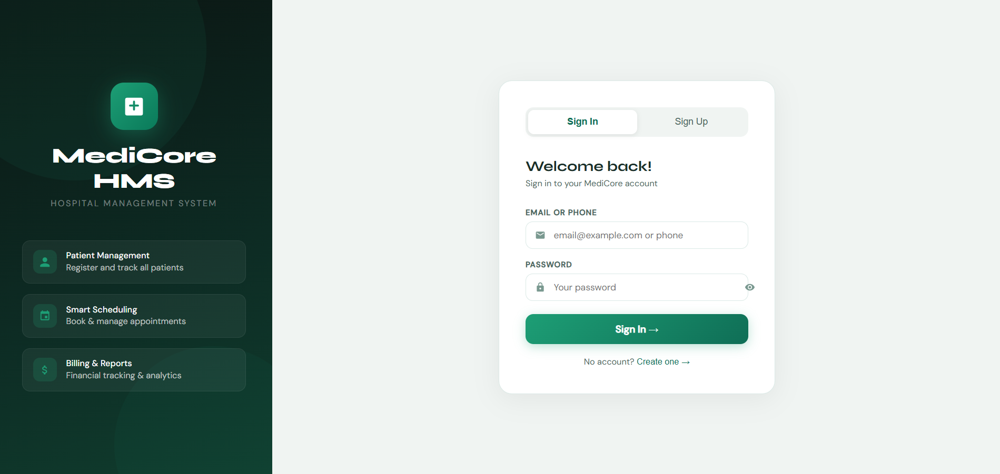 MediCore
HMS
HOSPITAL MANAGEMENT SYSTEM
Patient Management
Register and track all patients
Smart Scheduling
Book & manage appointments
$
Billing & Reports
Financial tracking & analytics
Sign In
Sign Up
Welcome back!
Sign in to your MediCore account
EMAIL OR PHONE
email@example.com or phone
PASSWORD
Your password
Sign In →
No account? Create one →